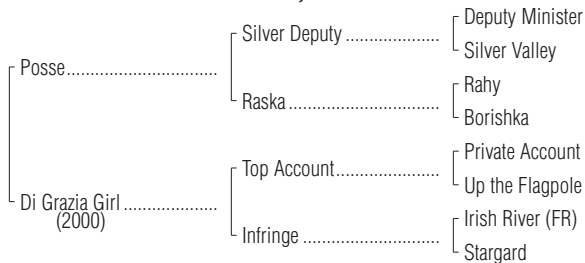 Deputy Minister
Silver Deputy ....................
Silver Valley
Posse................................
Rahy
Raska ................................
Borishka
Private Account
Top Account......................
Up the Flagpole
Di Grazia Girl ....................
(2000)
Irish River (FR)
Infringe .............................
Stargard